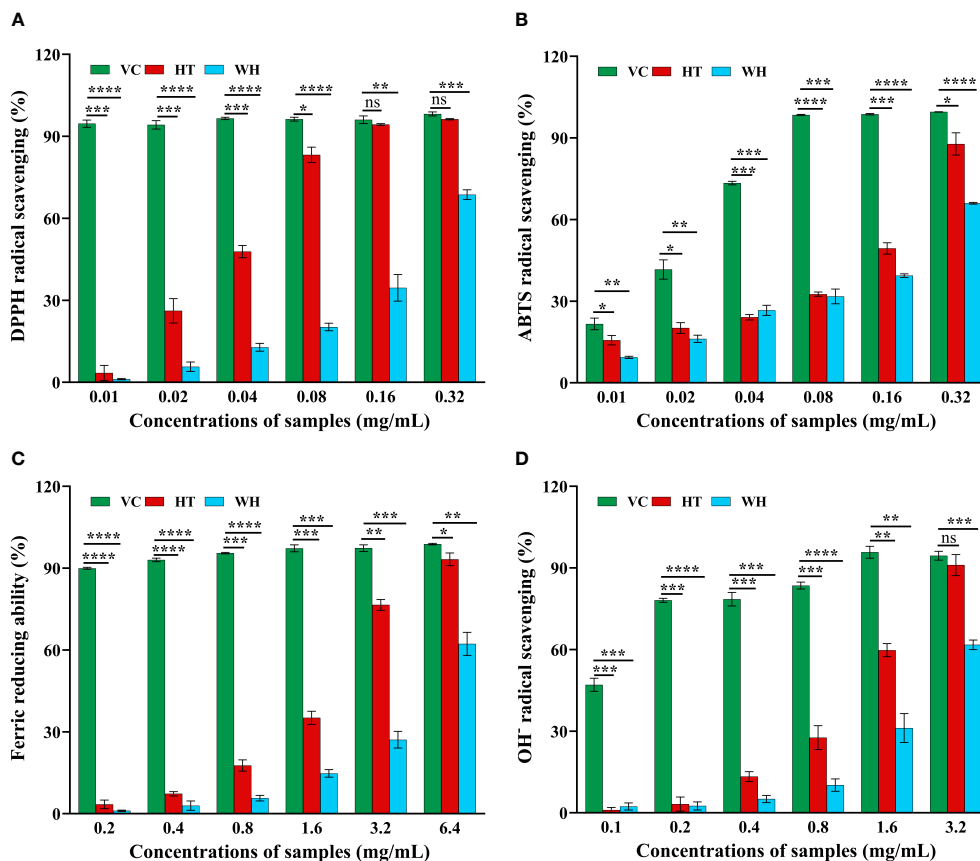 A
120
VC HT WH
**** **** **** **** ** ***
*** *** *** * ns ns
90
60
30
0
DPPH radical scavenging (%)
0.01 0.02 0.04 0.08 0.16 0.32
Concentrations of samples (mg/mL)
B
120
VC HT WH
** ** *** *** **** ****
* * *** **** *** *
90
60
30
0
ABTS radical scavenging (%)
0.01 0.02 0.04 0.08 0.16 0.32
Concentrations of samples (mg/mL)
C
120
VC HT WH
**** **** **** *** *** **
**** **** *** *** ** *
90
60
30
0
Ferric reducing ability (%)
0.2 0.4 0.8 1.6 3.2 6.4
Concentrations of samples (mg/mL)
D
120
VC HT WH
*** **** *** **** ** ***
*** *** *** *** ** ns
90
60
30
0
OH⁻ radical scavenging (%)
0.1 0.2 0.4 0.8 1.6 3.2
Concentrations of samples (mg/mL)